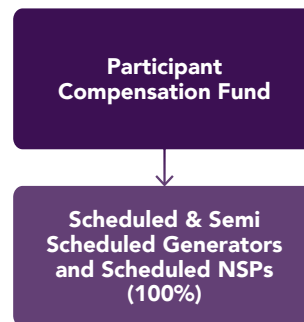 Participant
Compensation Fund
Scheduled & Semi
Scheduled Generators
and Scheduled NSPs
(100%)